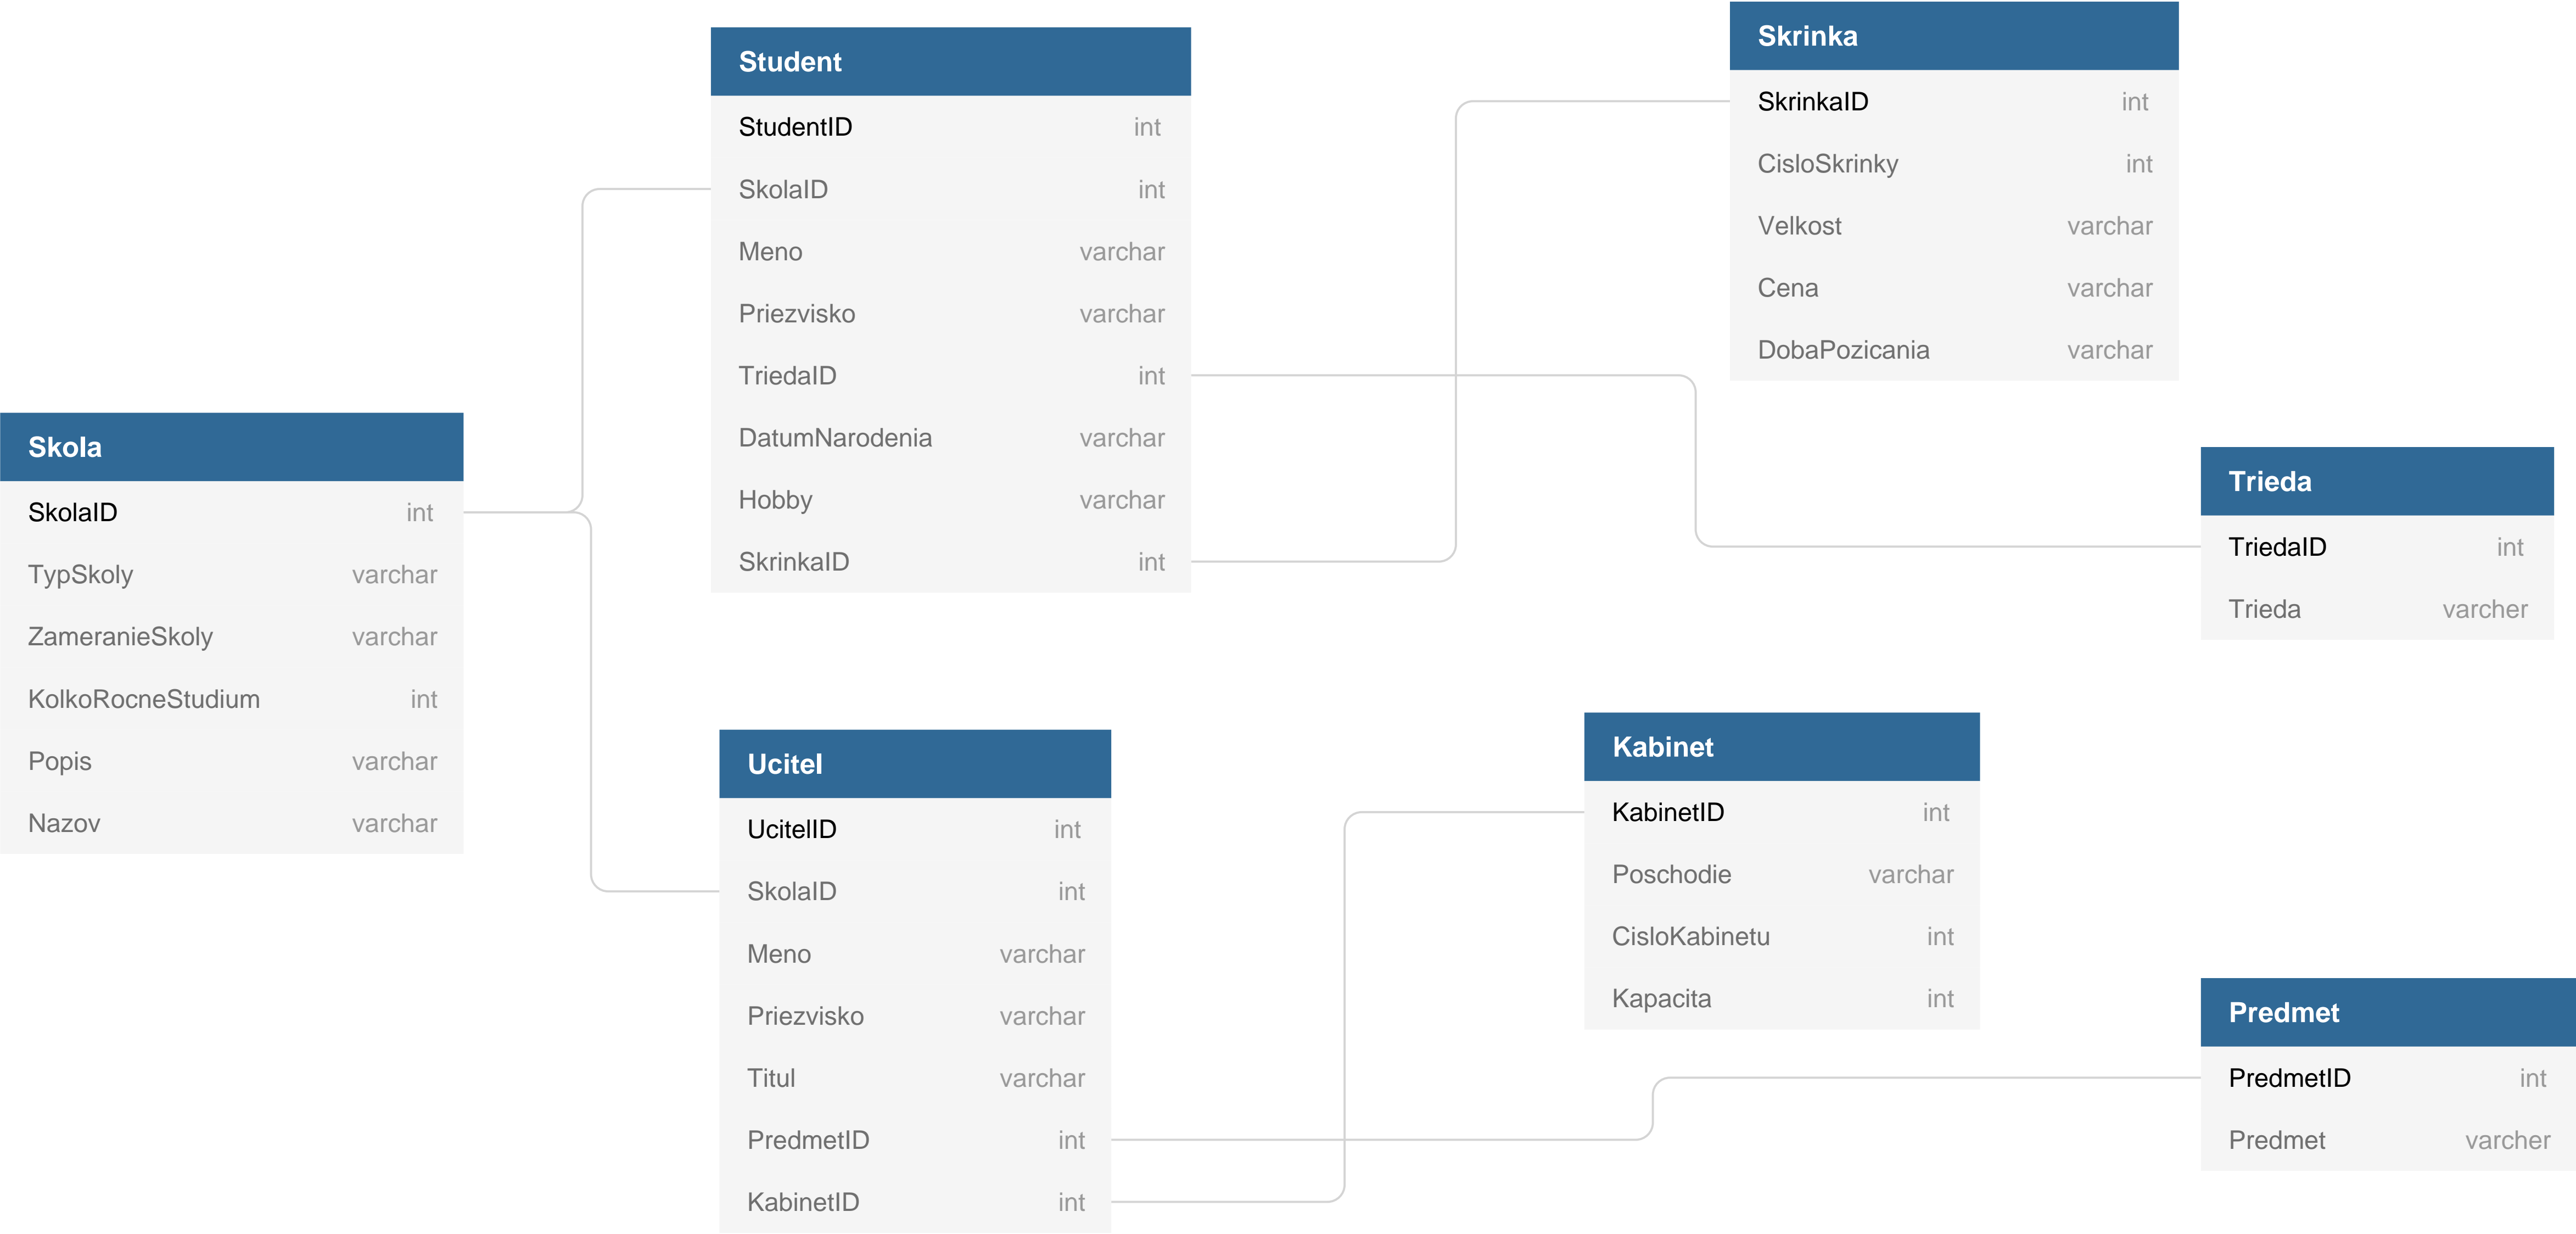 Skola
SkolaID int
TypSkoly varchar
ZameranieSkoly varchar
KolkoRocneStudium int
Popis varchar
Nazov varchar
Student
StudentID int
SkolaID int
Meno varchar
Priezvisko varchar
TriedaID int
DatumNarodenia varchar
Hobby varchar
SkrinkaID int
Ucitel
UcitelID int
SkolaID int
Meno varchar
Priezvisko varchar
Titul varchar
PredmetID int
KabinetID int
Skrinka
SkrinkaID int
CisloSkrinky int
Velkost varchar
Cena varchar
DobaPozicania varchar
Kabinet
KabinetID int
Poschodie varchar
CisloKabinetu int
Kapacita int
Trieda
TriedaID int
Trieda varcher
Predmet
PredmetID int
Predmet varcher